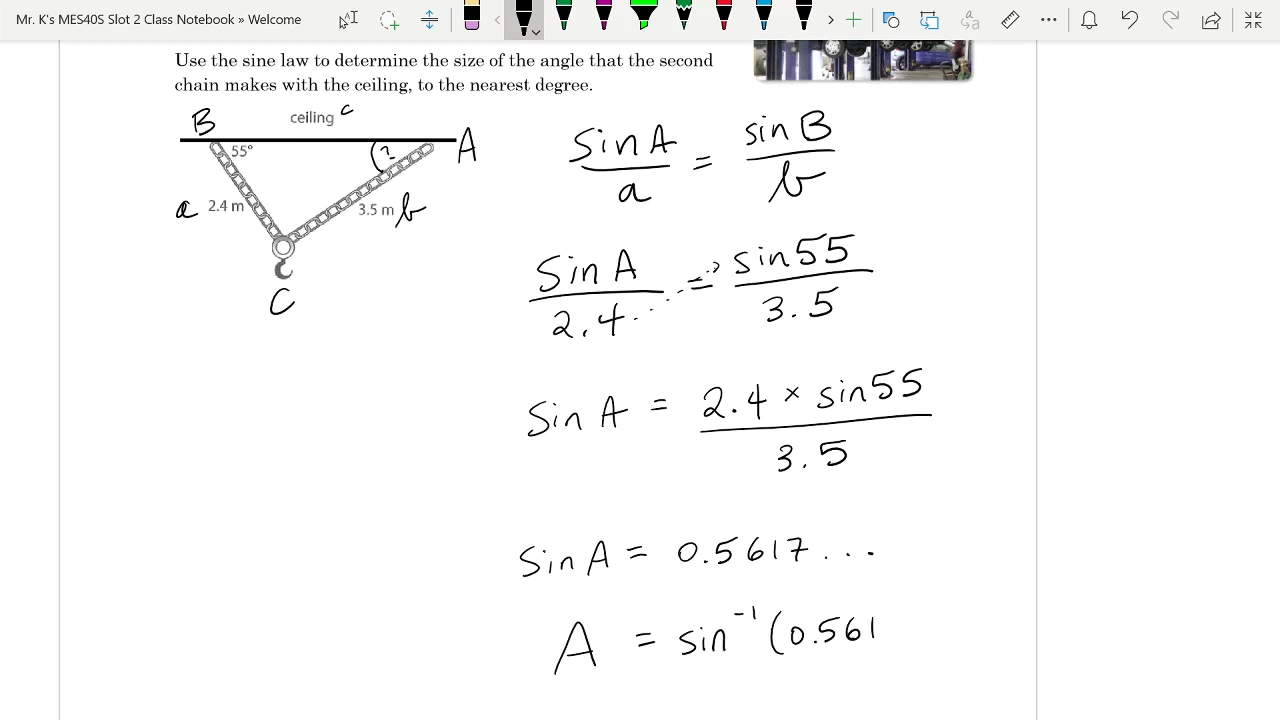 Mr. K's MES40S Slot 2 Class Notebook » Welcome
Use the sine law to determine the size of the angle that the second
chain makes with the ceiling, to the nearest degree.
B ceiling c
55° ? A
a 2.4 m 3.5 m b
C
sin A / a = sin B / b
sin A / 2.4 = sin 55 / 3.5
sin A = 2.4 × sin 55 / 3.5
sin A = 0.5617...
A = sin⁻¹ (0.561